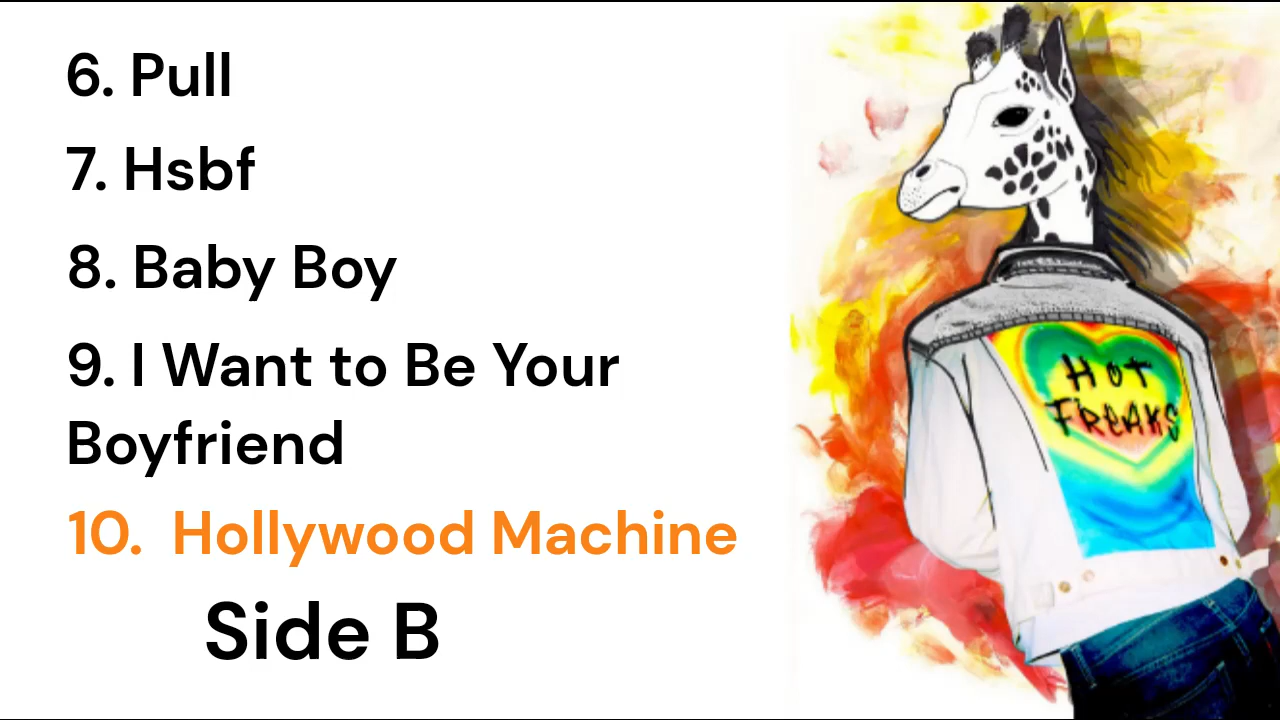 6. Pull
7. Hsbf
8. Baby Boy
9. I Want to Be Your
Boyfriend
10.  Hollywood Machine
Side B
HOT
FREAKS